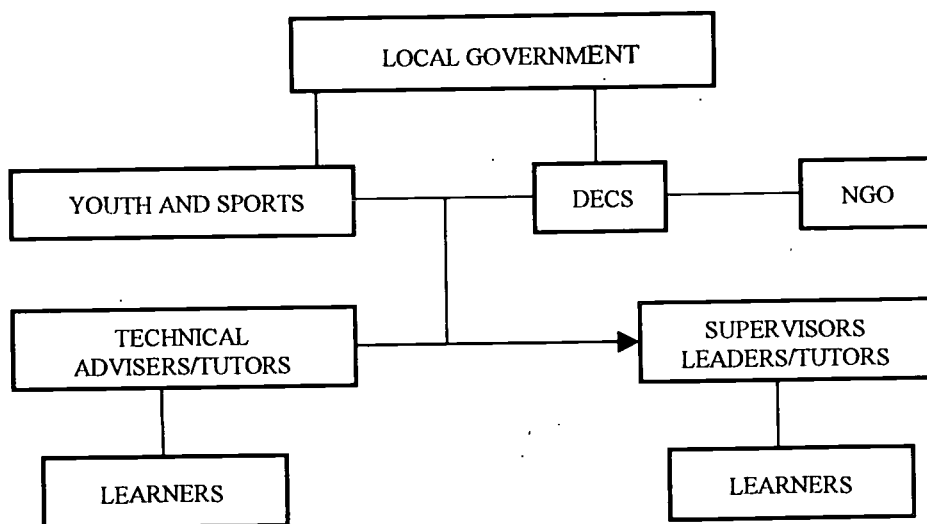 LOCAL GOVERNMENT
YOUTH AND SPORTS
DECS
NGO
TECHNICAL
ADVISERS/TUTORS
SUPERVISORS
LEADERS/TUTORS
LEARNERS
LEARNERS